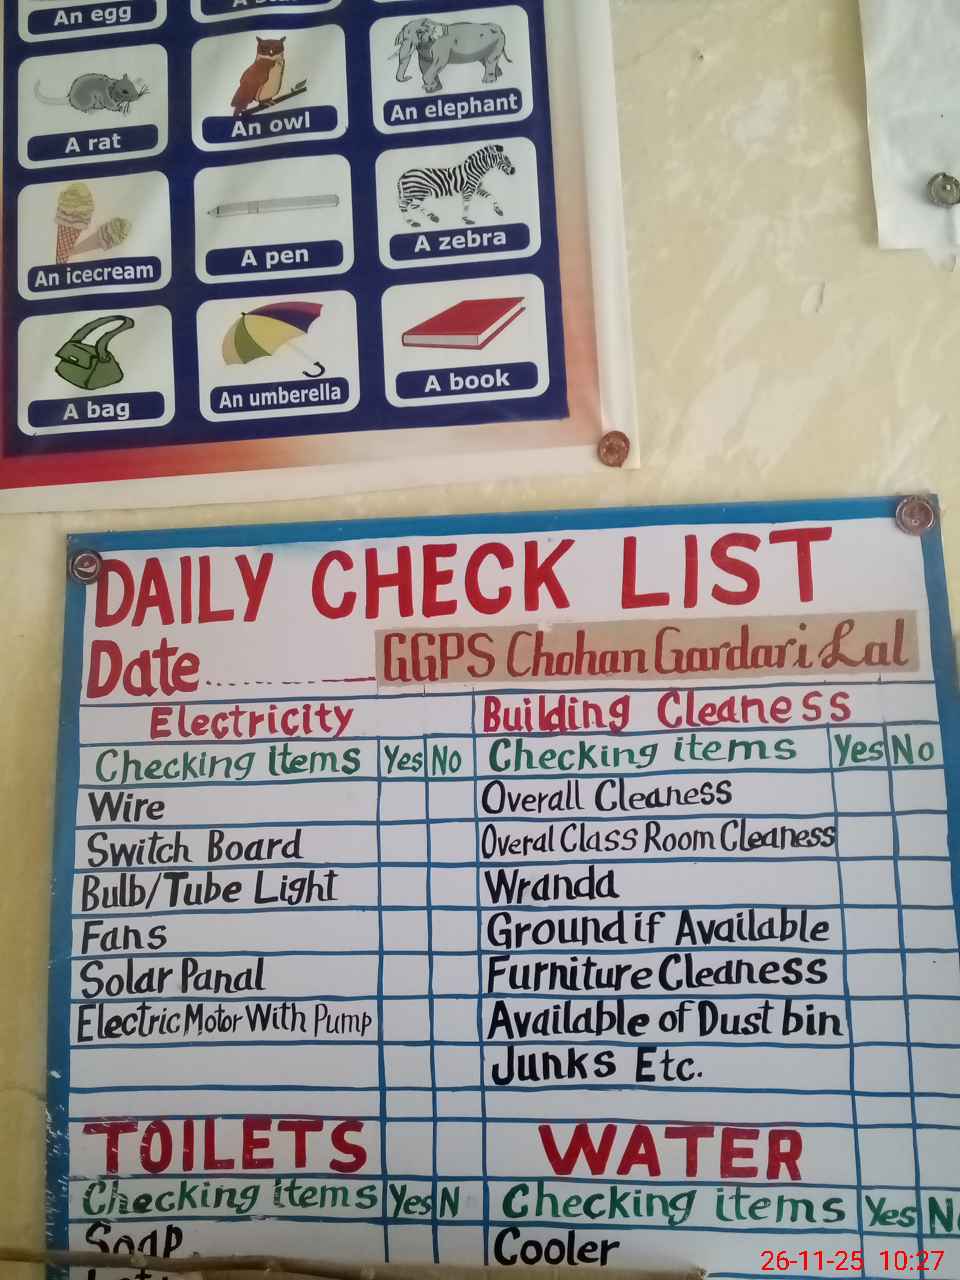 An egg
A rat
An owl
An elephant
An icecream
A pen
A zebra
A bag
An umberella
A book
DAILY CHECK LIST
Date.............. GGPS Chohan Gardari Lal
Electricity
Building Cleaness
Checking Items Yes No
Checking items Yes No
Wire
Overall Cleaness
Switch Board
Overal Class Room Cleaness
Bulb/Tube Light
Wranda
Fans
Ground if Available
Solar Panal
Furniture Cleaness
Electric Motor With Pump
Available of Dust bin
Junks Etc.
TOILETS
WATER
Checking items Yes N
Checking items Yes No
Soap
Cooler
26-11-25 10:27